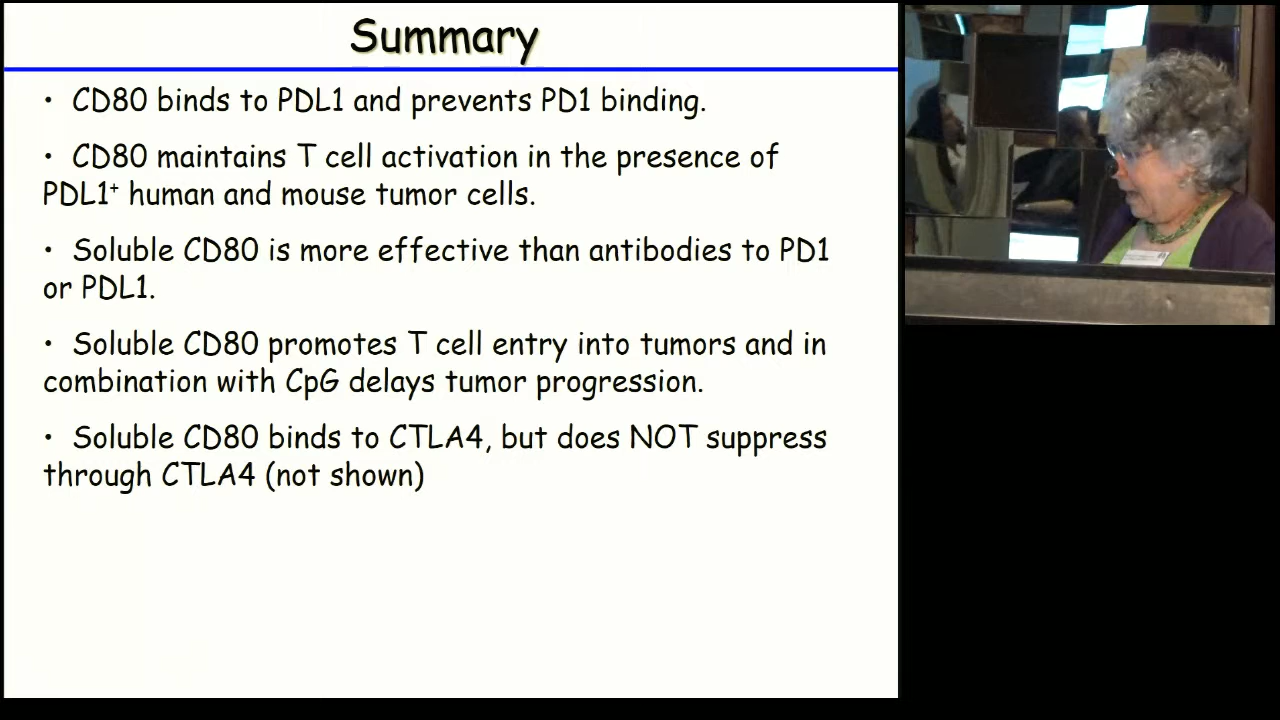 Summary
• CD80 binds to PDL1 and prevents PD1 binding.
• CD80 maintains T cell activation in the presence of
PDL1⁺ human and mouse tumor cells.
• Soluble CD80 is more effective than antibodies to PD1
or PDL1.
• Soluble CD80 promotes T cell entry into tumors and in
combination with CpG delays tumor progression.
• Soluble CD80 binds to CTLA4, but does NOT suppress
through CTLA4 (not shown)